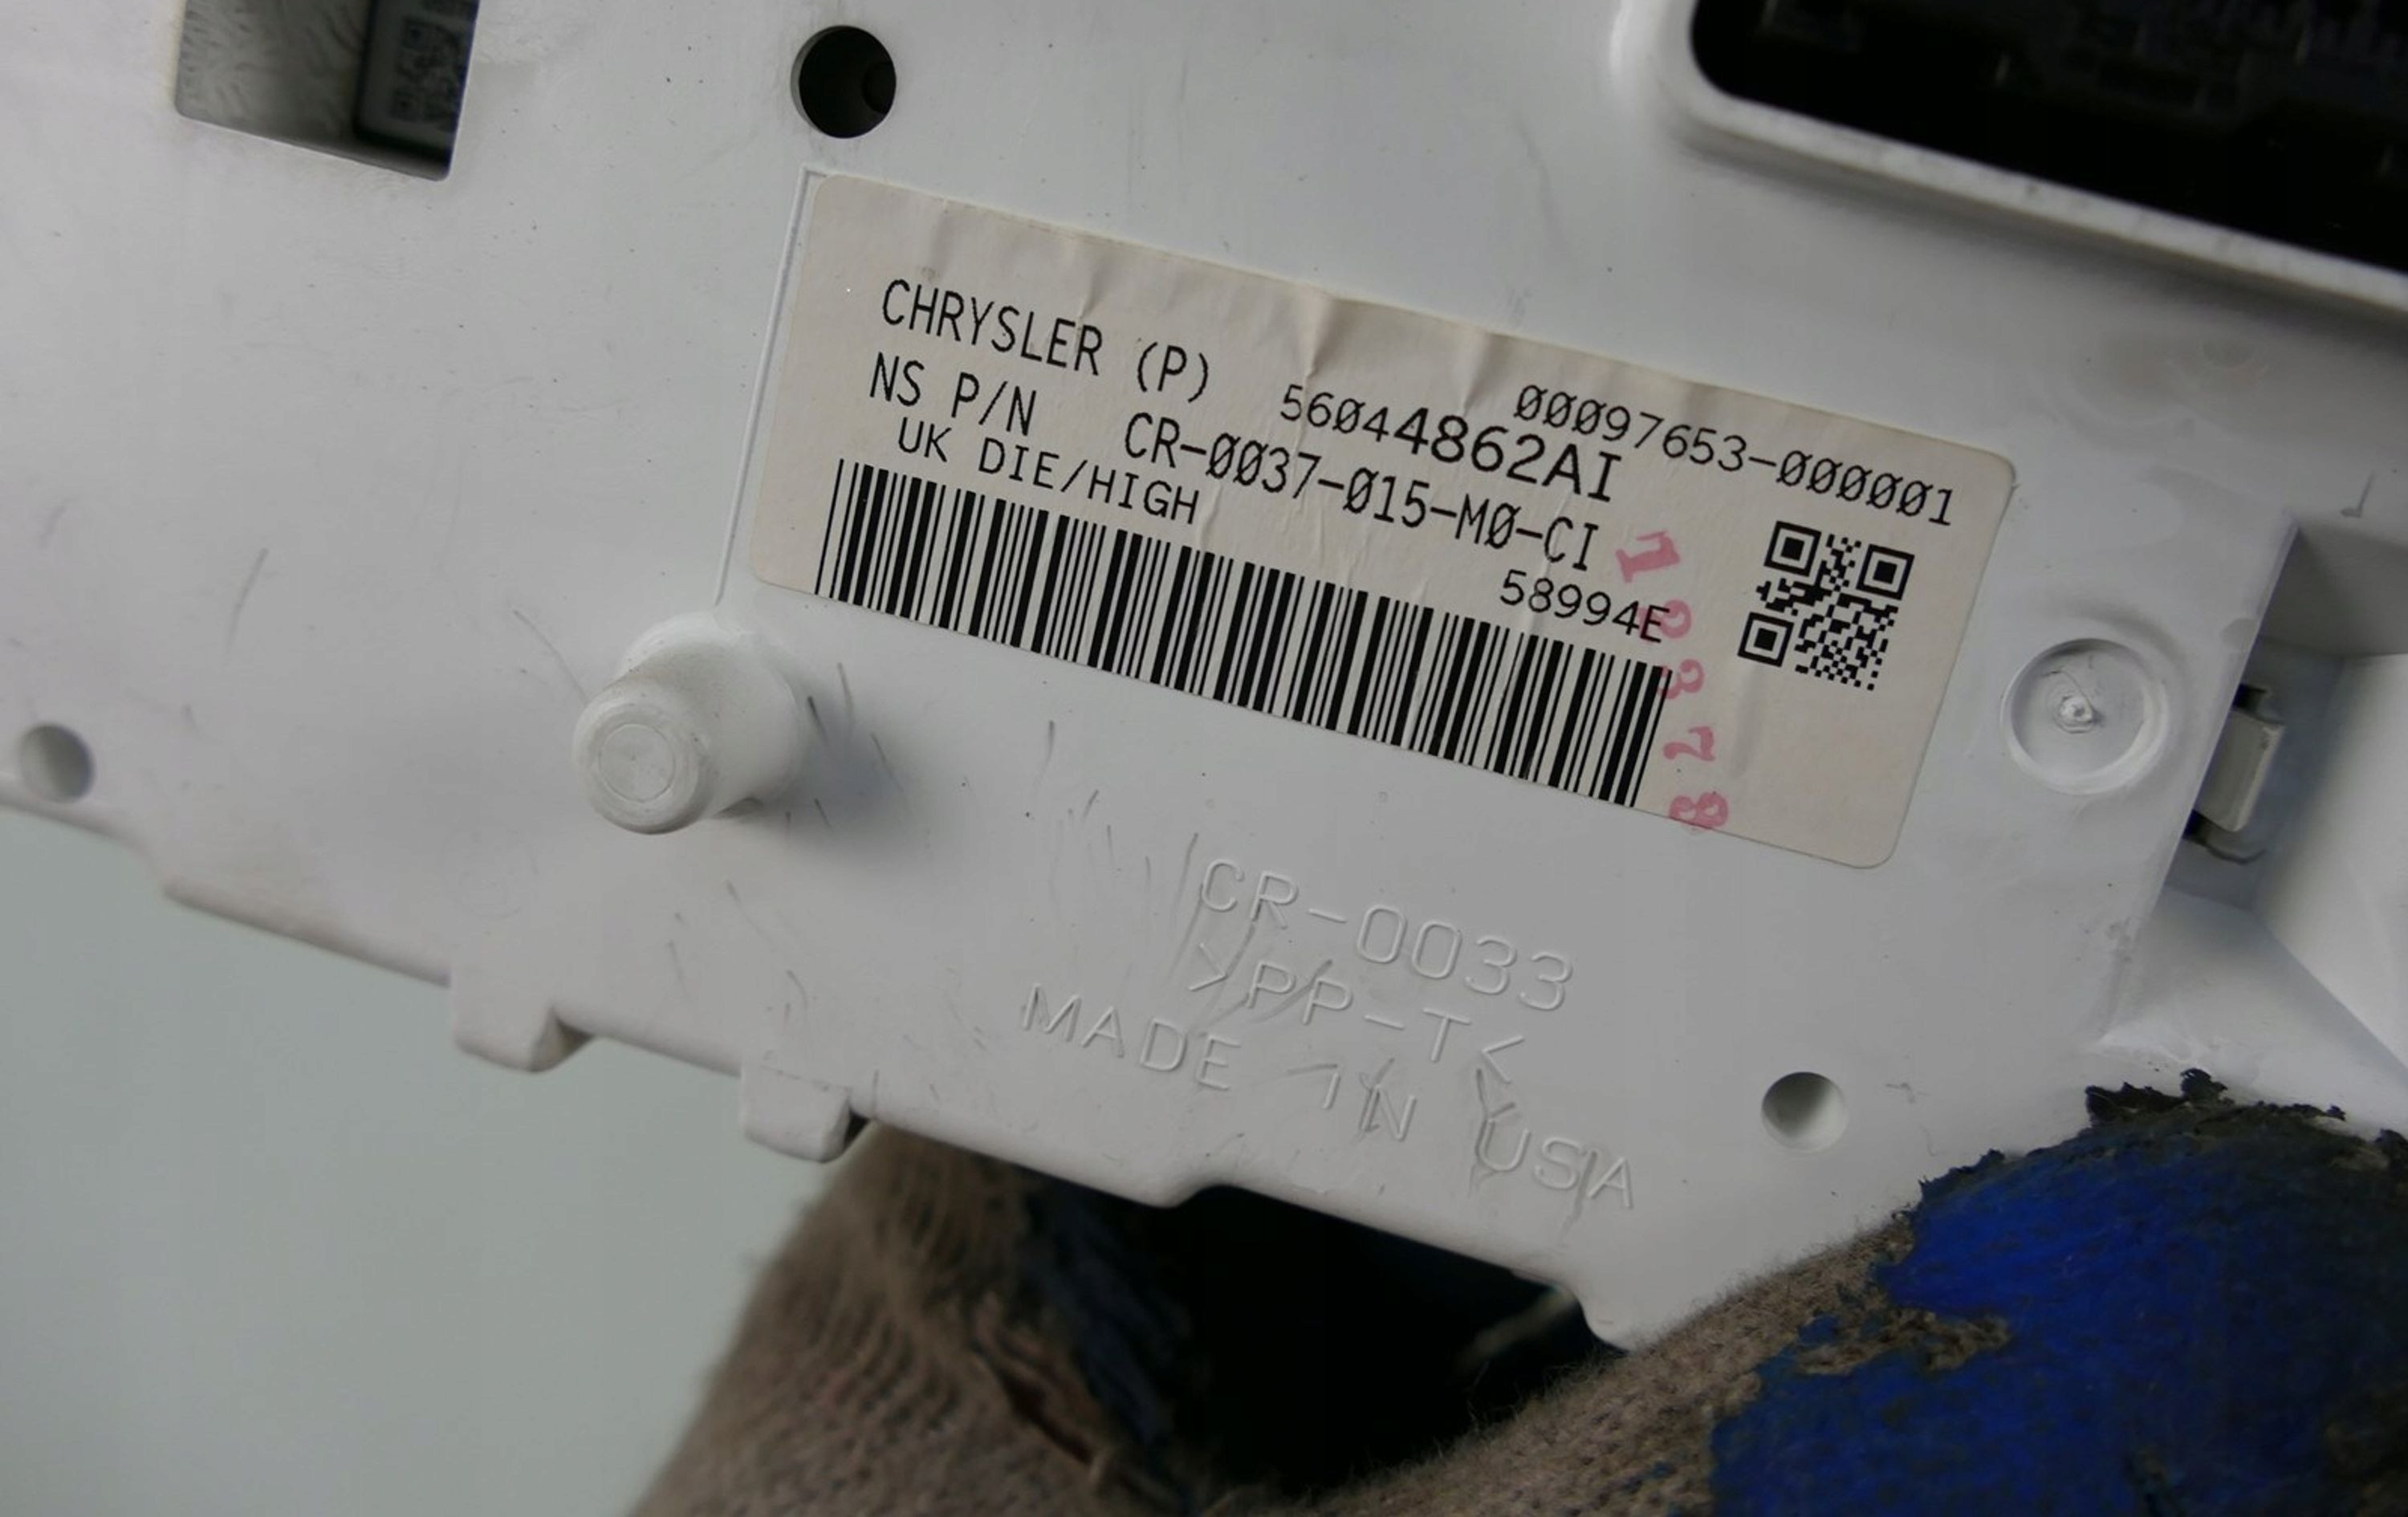 00097653-000001
CHRYSLER (P) 56044862AI
NS P/N CR-0037-015-M0-CI
UK DIE/HIGH
58994E
CR-0033
>PP-T<
MADE IN USA